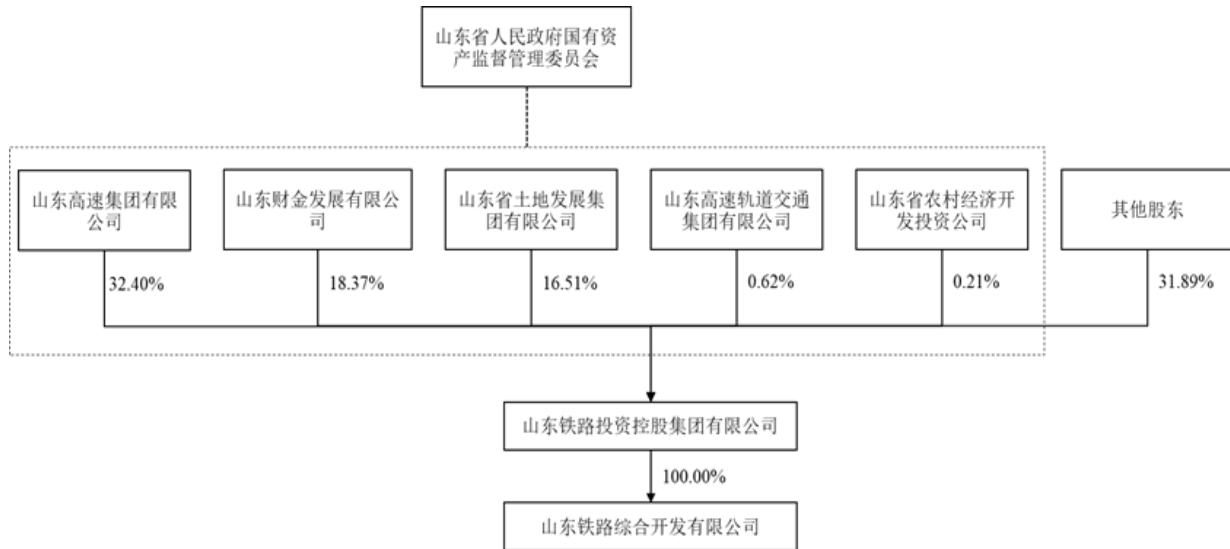 山东省人民政府国有资
产监督管理委员会
山东高速集团有限
公司
山东财金发展有限公
司
山东省土地发展集
团有限公司
山东高速轨道交通
集团有限公司
山东省农村经济开
发投资公司
其他股东
32.40%
18.37%
16.51%
0.62%
0.21%
31.89%
山东铁路投资控股集团有限公司
100.00%
山东铁路综合开发有限公司